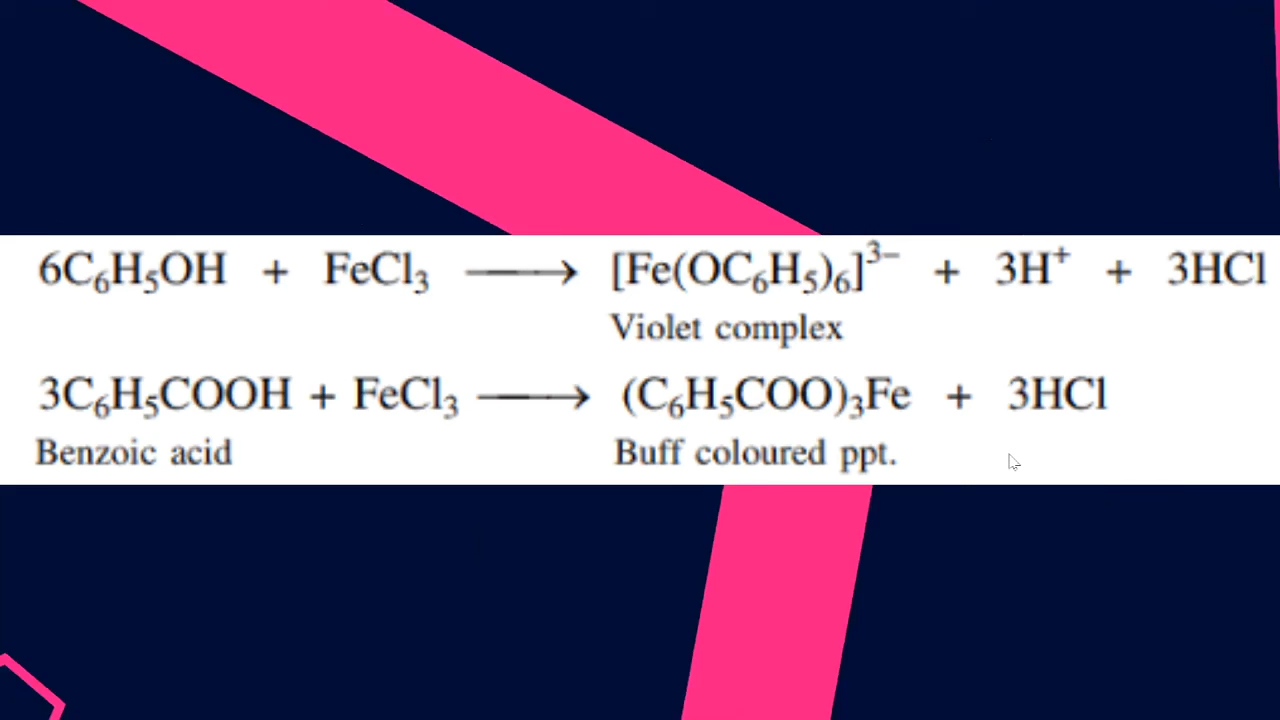 6C₆H₅OH + FeCl₃ ⟶ [Fe(OC₆H₅)₆]³⁻ + 3H⁺ + 3HCl
Violet complex
3C₆H₅COOH + FeCl₃ ⟶ (C₆H₅COO)₃Fe + 3HCl
Benzoic acid Buff coloured ppt.